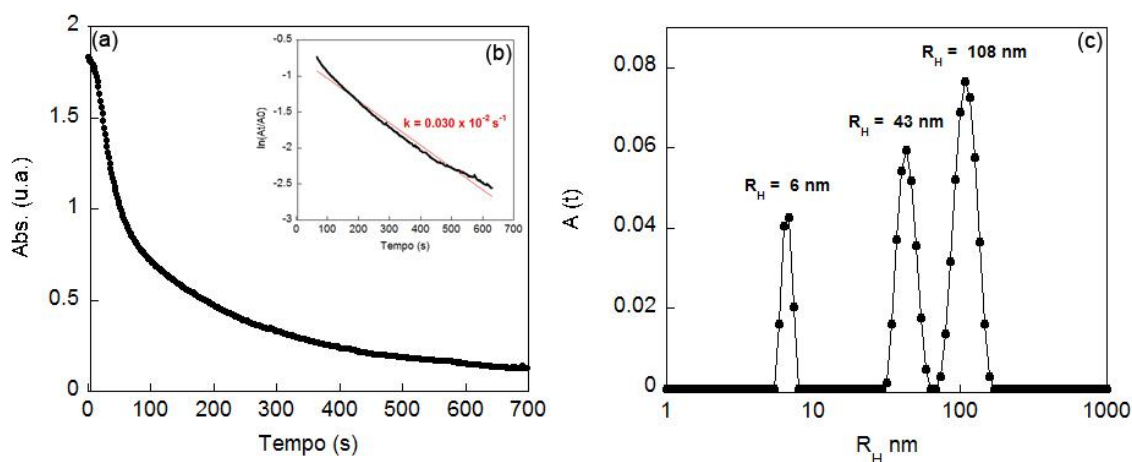 (a)
Abs. (u.a.)
2
1.5
1
0.5
0
0 100 200 300 400 500 600 700
Tempo (s)
(b)
ln(At/A0)
-0.5
-1
-1.5
-2
-2.5
-3
k = 0.030 x 10⁻² s⁻¹
0 100 200 300 400 500 600 700
Tempo (s)
(c)
A (t)
0.08
0.06
0.04
0.02
0
R_H = 6 nm
R_H = 43 nm
R_H = 108 nm
1 10 100 1000
R_H nm